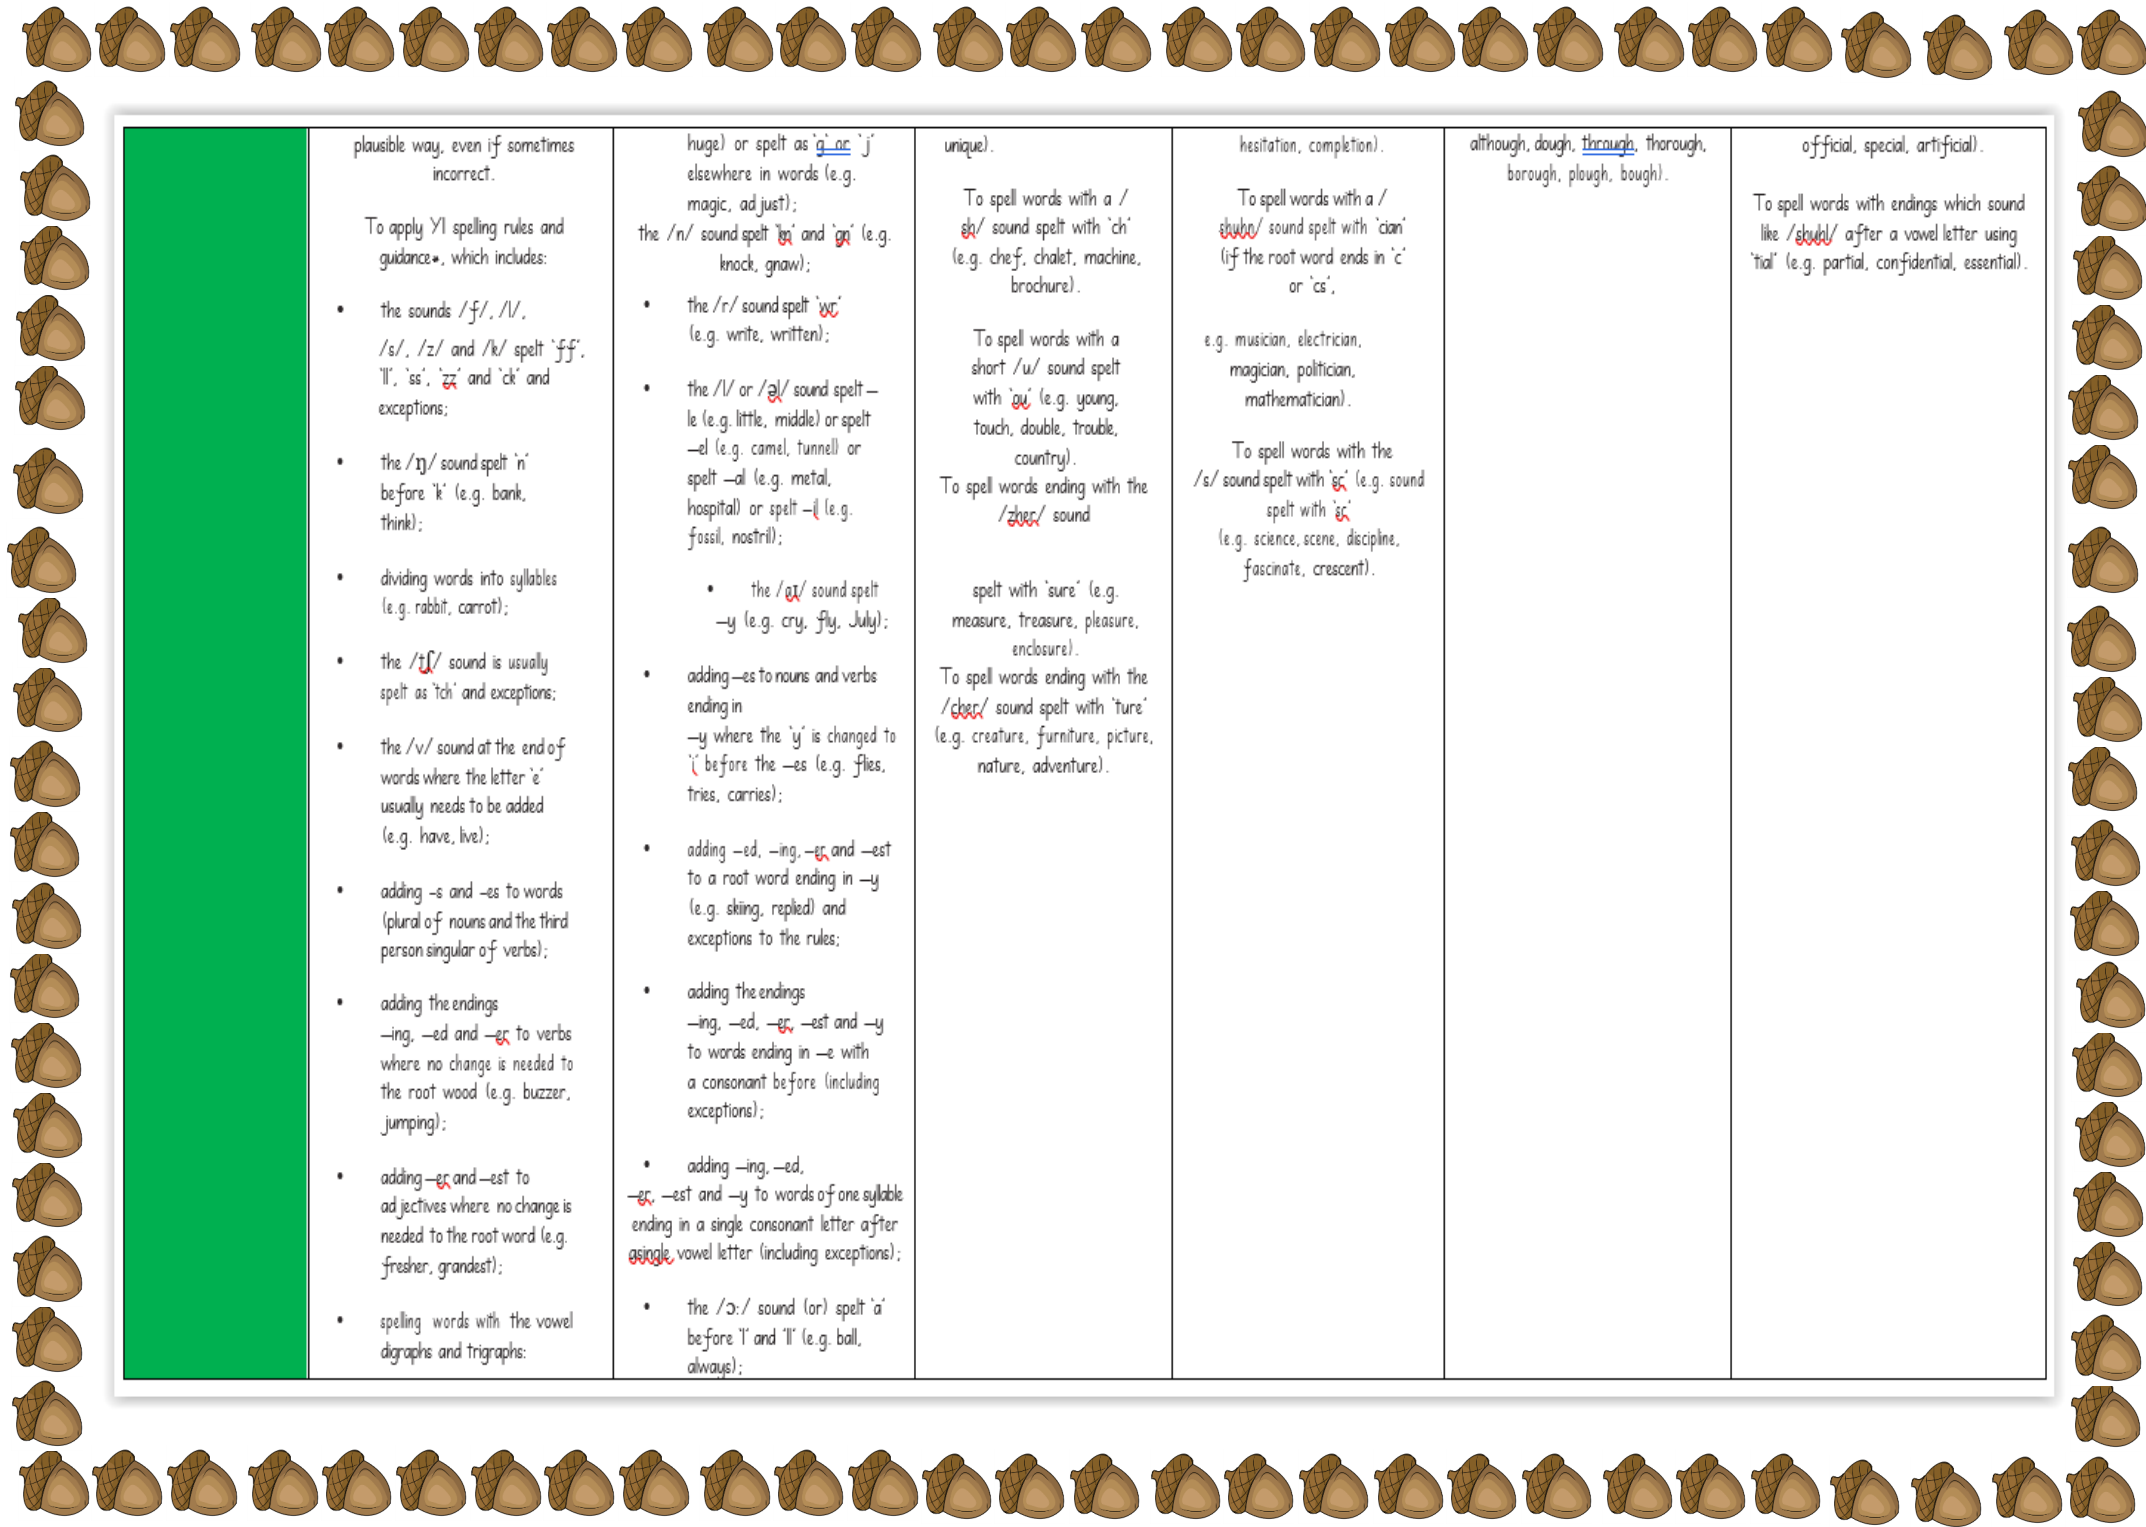 plausible way, even if sometimes
incorrect.
To apply Y1 spelling rules and
guidance*, which includes:
• the sounds /f/, /l/,
/s/, /z/ and /k/ spelt ‘ff’,
‘ll’, ‘ss’, ‘zz’ and ‘ck’ and
exceptions;
• the /ŋ/ sound spelt ‘n’
before ‘k’ (e.g. bank,
think);
• dividing words into syllables
(e.g. rabbit, carrot);
• the /tʃ/ sound is usually
spelt as ‘tch’ and exceptions;
• the /v/ sound at the end of
words where the letter ‘e’
usually needs to be added
(e.g. have, live);
• adding -s and –es to words
(plural of nouns and the third
person singular of verbs);
• adding the endings
–ing, –ed and –er to verbs
where no change is needed to
the root wood (e.g. buzzer,
jumping);
• adding –er and –est to
adjectives where no change is
needed to the root word (e.g.
fresher, grandest);
• spelling words with the vowel
digraphs and trigraphs:
huge) or spelt as ‘g’ or ‘j’
elsewhere in words (e.g.
magic, adjust);
the /n/ sound spelt ‘kn’ and ‘gn’ (e.g.
knock, gnaw);
• the /r/ sound spelt ‘wr’
(e.g. write, written);
• the /l/ or /əl/ sound spelt –
le (e.g. little, middle) or spelt
–el (e.g. camel, tunnel) or
spelt –al (e.g. metal,
hospital) or spelt –il (e.g.
fossil, nostril);
• the /aɪ/ sound spelt
–y (e.g. cry, fly, July);
• adding –es to nouns and verbs
ending in
–y where the ‘y’ is changed to
‘i’ before the –es (e.g. flies,
tries, carries);
• adding –ed, –ing, –er and –est
to a root word ending in –y
(e.g. skiing, replied) and
exceptions to the rules;
• adding the endings
–ing, –ed, –er, –est and –y
to words ending in –e with
a consonant before (including
exceptions);
• adding –ing, –ed,
–er, –est and –y to words of one syllable
ending in a single consonant letter after
asingle vowel letter (including exceptions);
• the /ɔ:/ sound (or) spelt ‘a’
before ‘l’ and ‘ll’ (e.g. ball,
always);
unique).
To spell words with a /
sh/ sound spelt with ‘ch’
(e.g. chef, chalet, machine,
brochure).
To spell words with a
short /u/ sound spelt
with ‘ou’ (e.g. young,
touch, double, trouble,
country).
To spell words ending with the
/zher/ sound
spelt with ‘sure’ (e.g.
measure, treasure, pleasure,
enclosure).
To spell words ending with the
/cher/ sound spelt with ‘ture’
(e.g. creature, furniture, picture,
nature, adventure).
hesitation, completion).
To spell words with a /
shuhn/ sound spelt with ‘cian’
(if the root word ends in ‘c’
or ‘cs’,
e.g. musician, electrician,
magician, politician,
mathematician).
To spell words with the
/s/ sound spelt with ‘sc’ (e.g. sound
spelt with ‘sc’
(e.g. science, scene, discipline,
fascinate, crescent).
although, dough, through, thorough,
borough, plough, bough).
official, special, artificial).
To spell words with endings which sound
like /shuhl/ after a vowel letter using
‘tial’ (e.g. partial, confidential, essential).